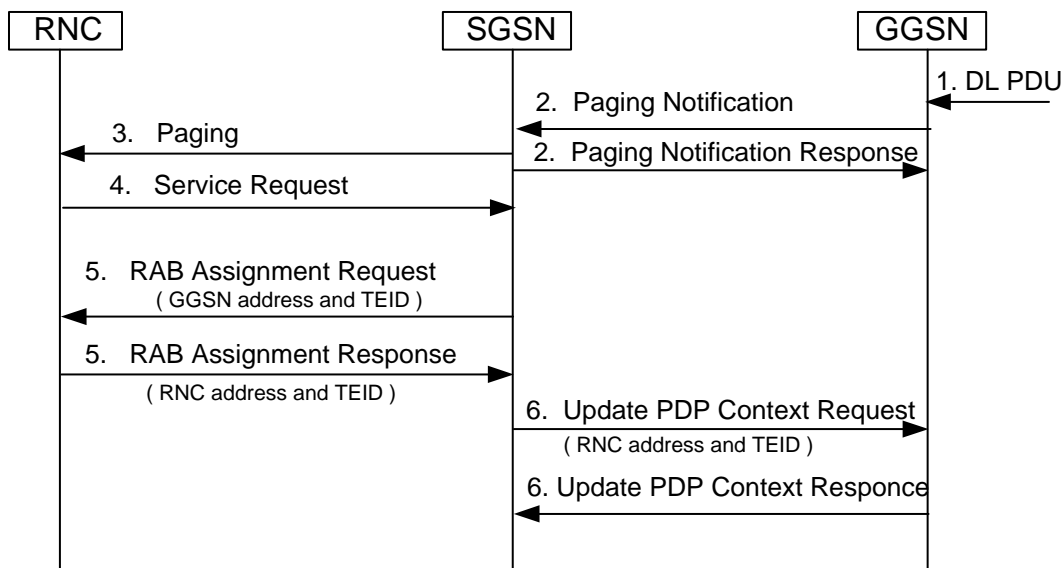 RNC
SGSN
GGSN
1. DL PDU
2. Paging Notification
3. Paging
2. Paging Notification Response
4. Service Request
5. RAB Assignment Request
( GGSN address and TEID )
5. RAB Assignment Response
( RNC address and TEID )
6. Update PDP Context Request
( RNC address and TEID )
6. Update PDP Context Responce